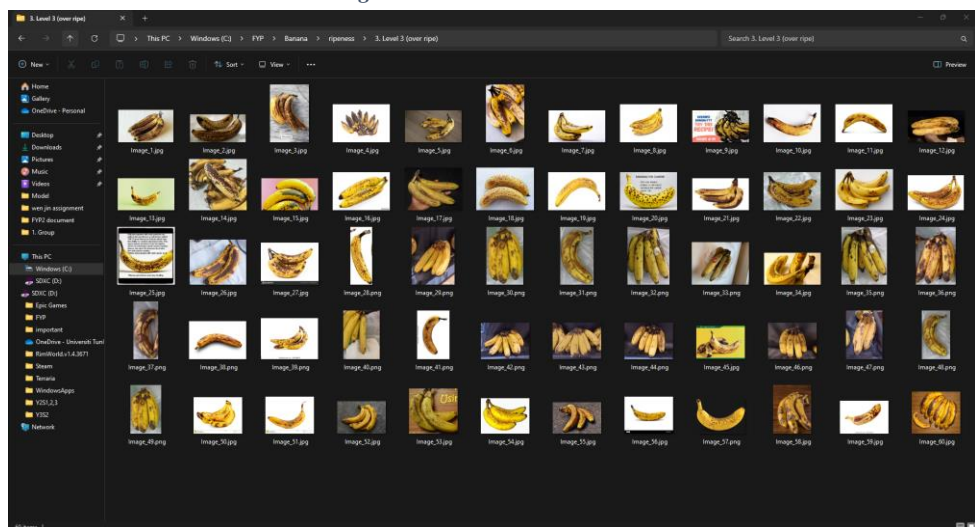 3. Level 3 (over ripe)
This PC > Windows (C:) > FYP > Banana > ripeness > 3. Level 3 (over ripe)
Search 3. Level 3 (over ripe)
New
Sort
View
Preview
Home
Gallery
OneDrive - Personal
Desktop
Downloads
Documents
Pictures
Music
Videos
Model
wen jin assignment
FYP2 document
1. Group
This PC
Windows (C:)
SDXC (D:)
SDXC (D:)
Epic Games
FYP
important
OneDrive - Universiti Tun
RimWorld.v1.4.3671
Steam
Terraria
WindowsApps
Y2S1,2,3
Y3S2
Network
Image_1.jpg Image_2.jpg Image_3.jpg Image_4.jpg Image_5.jpg Image_6.jpg Image_7.jpg Image_8.jpg Image_9.jpg Image_10.jpg Image_11.jpg Image_12.jpg
Image_13.jpg Image_14.jpg Image_15.jpg Image_16.jpg Image_17.jpg Image_18.jpg Image_19.jpg Image_20.jpg Image_21.jpg Image_22.jpg Image_23.jpg Image_24.jpg
Image_25.jpg Image_26.jpg Image_27.jpg Image_28.png Image_29.png Image_30.png Image_31.png Image_32.png Image_33.png Image_34.jpg Image_35.png Image_36.png
Image_37.png Image_38.png Image_39.png Image_40.png Image_41.png Image_42.png Image_43.png Image_44.png Image_45.jpg Image_46.png Image_47.png Image_48.png
Image_49.png Image_50.jpg Image_51.jpg Image_52.jpg Image_53.jpg Image_54.jpg Image_55.jpg Image_56.jpg Image_57.png Image_58.jpg Image_59.jpg Image_60.jpg